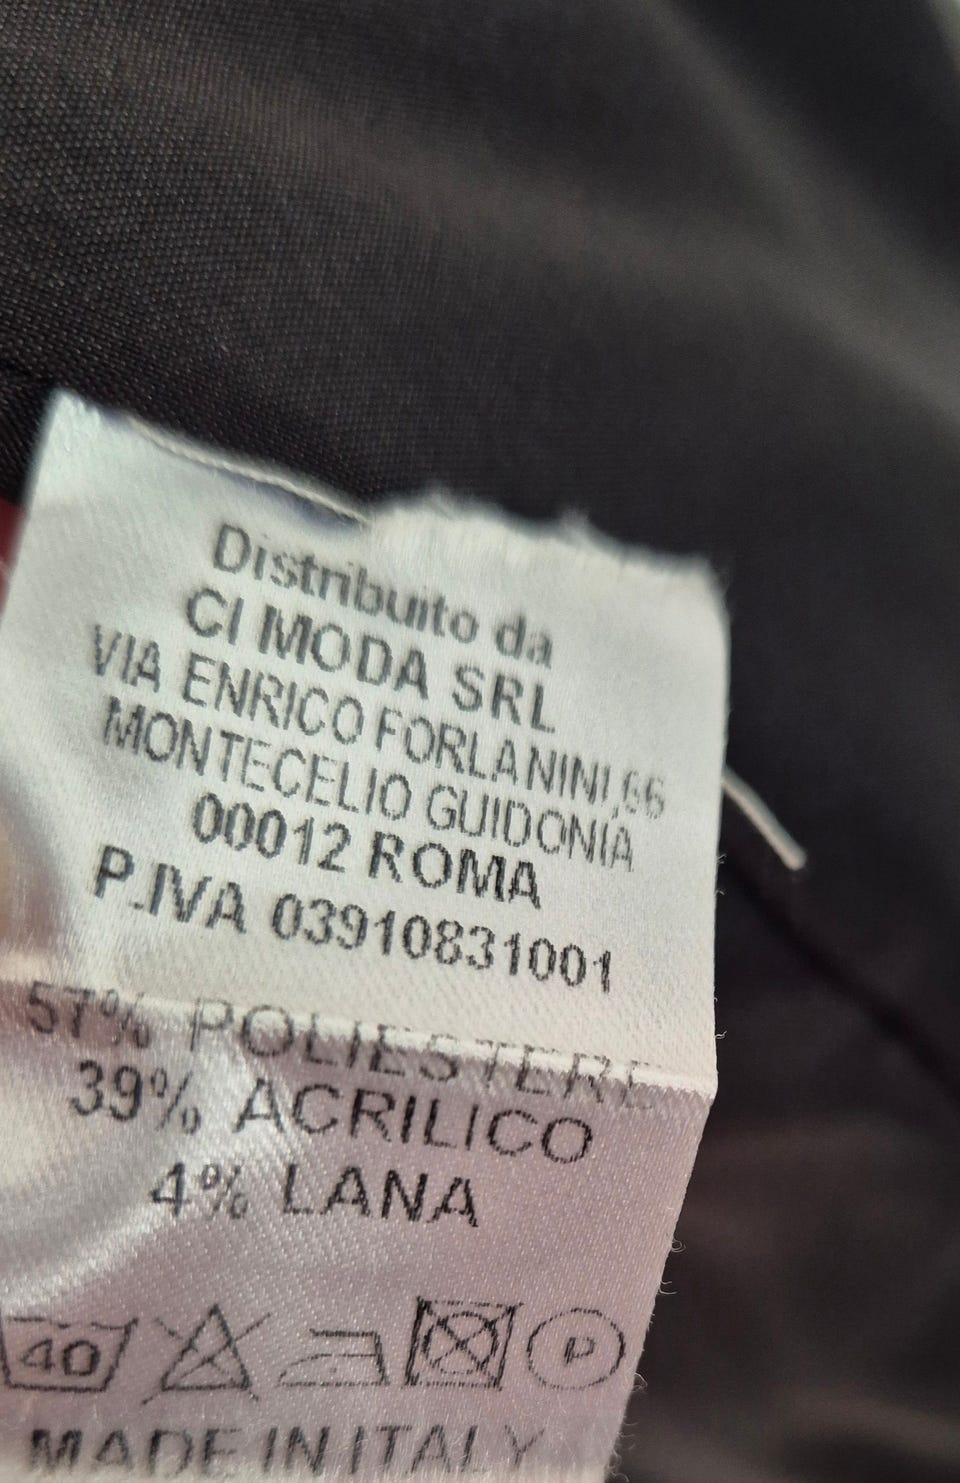 Distribuito da
CI MODA SRL
VIA ENRICO FORLANINI,66
MONTECELIO GUIDONIA
00012 ROMA
P.IVA 03910831001
57% POLIESTERE
39% ACRILICO
4% LANA
40 P
MADE IN ITALY